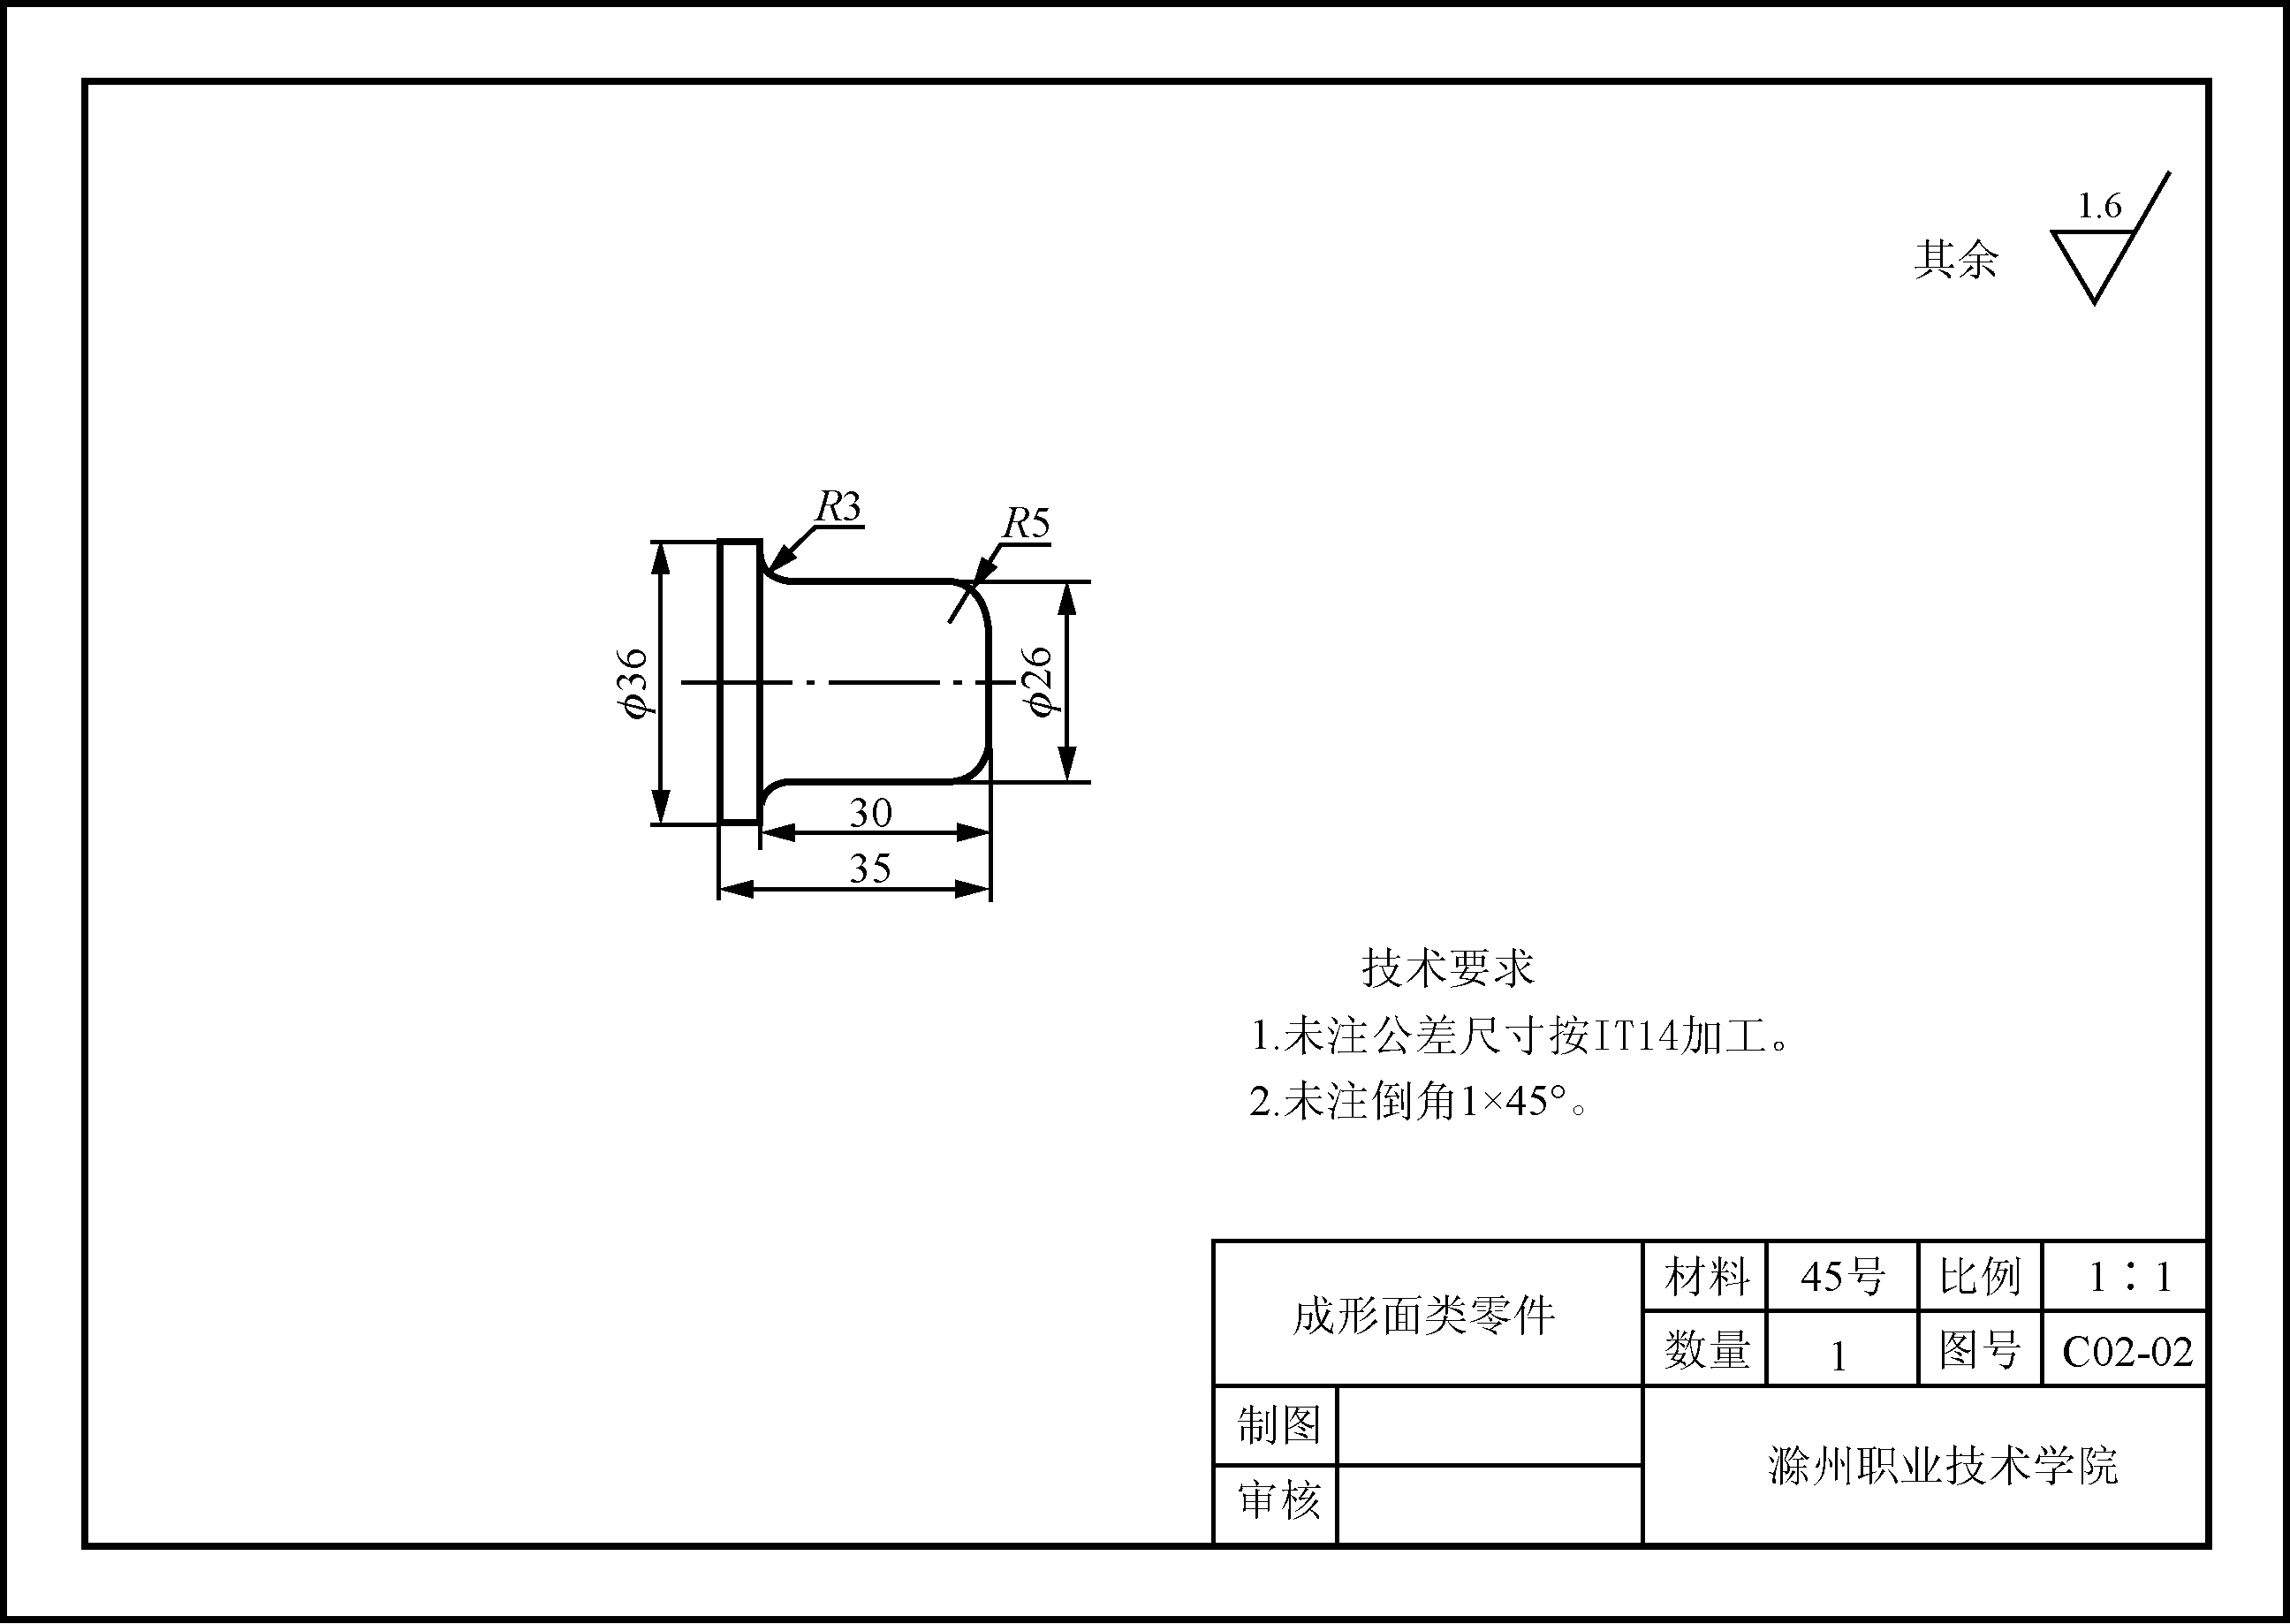 其余
1.6
R3
R5
ϕ36
ϕ26
30
35
技术要求
1.未注公差尺寸按IT14加工。
2.未注倒角1×45°。
成形面类零件
材料 45号 比例 1∶1
数量 1 图号 C02-02
制图
审核
滁州职业技术学院